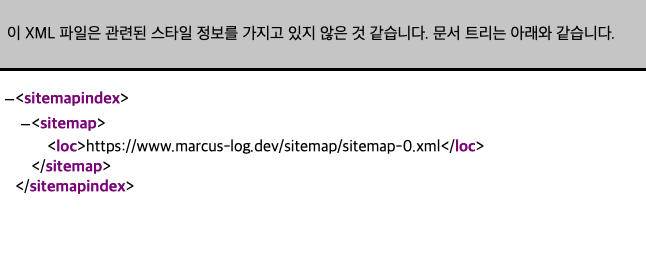 이 XML 파일은 관련된 스타일 정보를 가지고 있지 않은 것 같습니다. 문서 트리는 아래와 같습니다.
−<sitemapindex>
−<sitemap>
<loc>https://www.marcus-log.dev/sitemap/sitemap-0.xml</loc>
</sitemap>
</sitemapindex>